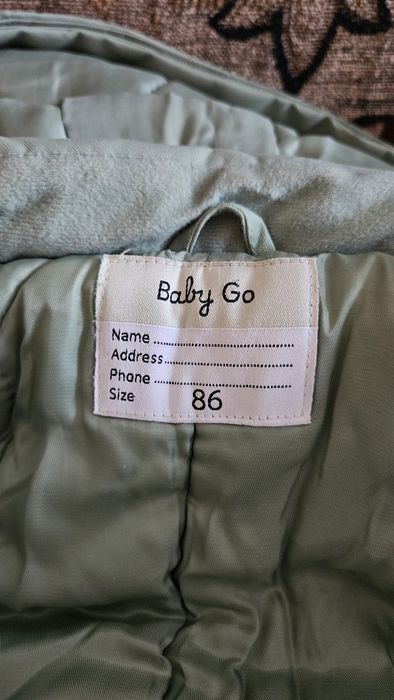 Baby Go
Name...................................
Address...............................
Phone...................................
Size 86